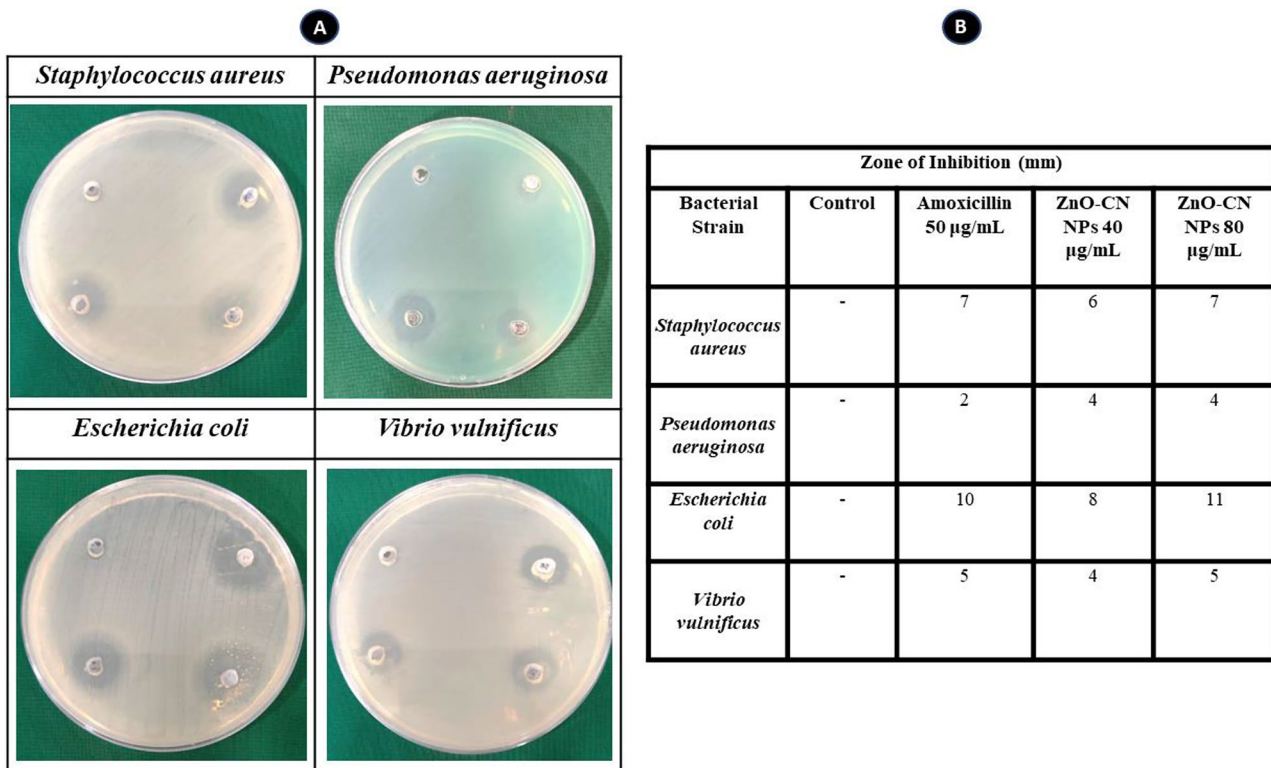 A
B
Staphylococcus aureus
Pseudomonas aeruginosa
Escherichia coli
Vibrio vulnificus
Zone of Inhibition (mm)
Bacterial
Strain
Control
Amoxicillin
50 µg/mL
ZnO-CN
NPs 40
µg/mL
ZnO-CN
NPs 80
µg/mL
Staphylococcus
aureus
-
7
6
7
Pseudomonas
aeruginosa
-
2
4
4
Escherichia
coli
-
10
8
11
Vibrio
vulnificus
-
5
4
5